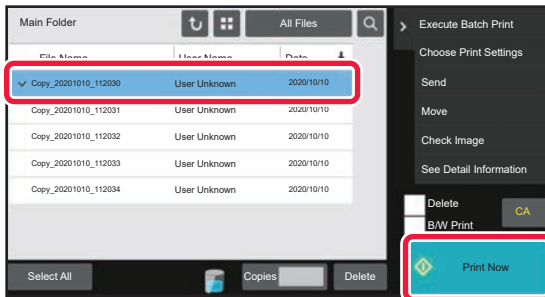 Main Folder
All Files
File Name User Name Date
Copy_20201010_112030 User Unknown 2020/10/10
Copy_20201010_112031 User Unknown 2020/10/10
Copy_20201010_112032 User Unknown 2020/10/10
Copy_20201010_112033 User Unknown 2020/10/10
Copy_20201010_112034 User Unknown 2020/10/10
Select All
Copies
Delete
Execute Batch Print
Choose Print Settings
Send
Move
Check Image
See Detail Information
Delete
B/W Print
CA
Print Now